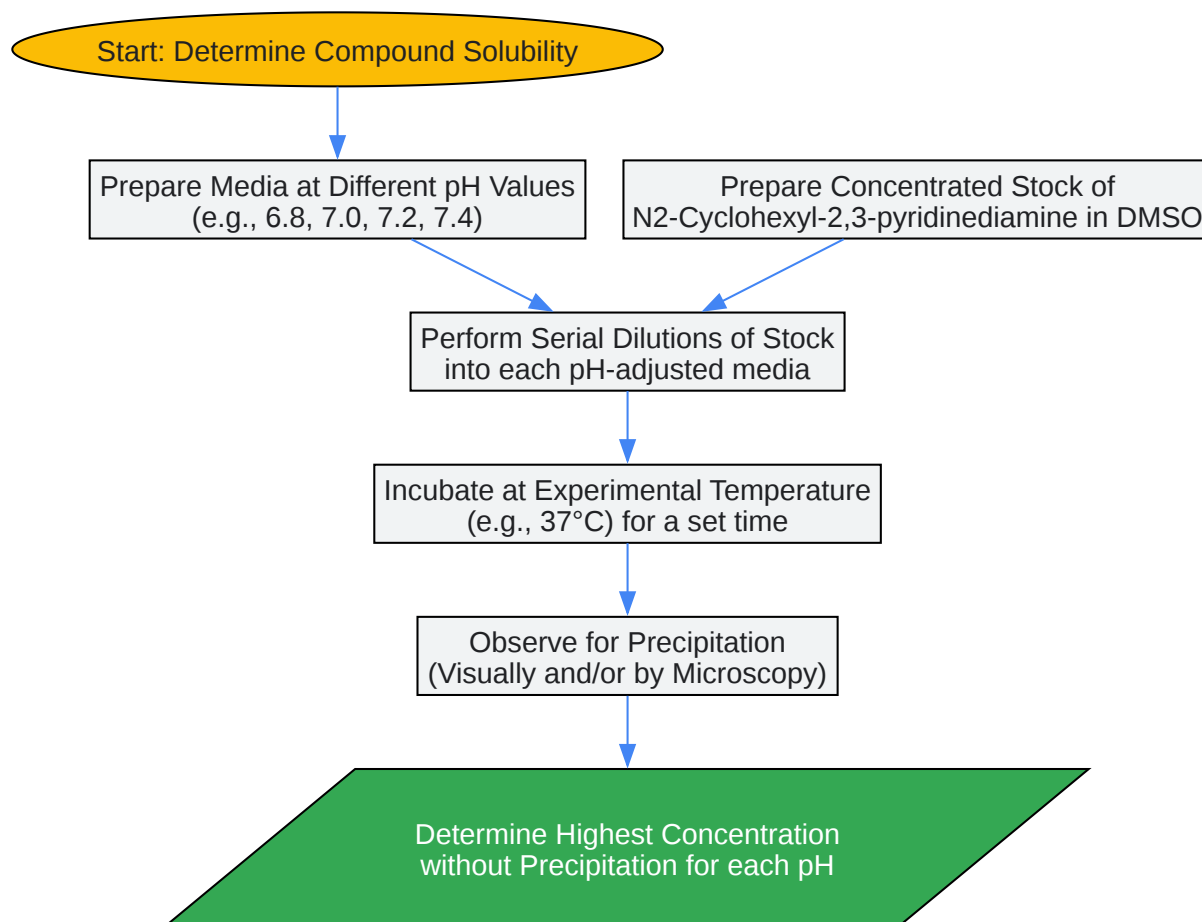 Start: Determine Compound Solubility
Prepare Media at Different pH Values
(e.g., 6.8, 7.0, 7.2, 7.4)
Prepare Concentrated Stock of
N2-Cyclohexyl-2,3-pyridinediamine in DMSO
Perform Serial Dilutions of Stock
into each pH-adjusted media
Incubate at Experimental Temperature
(e.g., 37°C) for a set time
Observe for Precipitation
(Visually and/or by Microscopy)
Determine Highest Concentration
without Precipitation for each pH